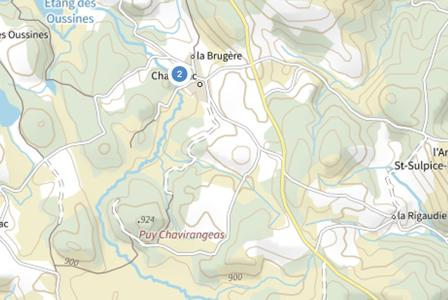 Étang des
Oussines
es Oussines
la Brugère
2
Cha
c
l'Ar
St-Sulpice-
la Rigaudie
924
Puy Chavirangeas
ac
900
900